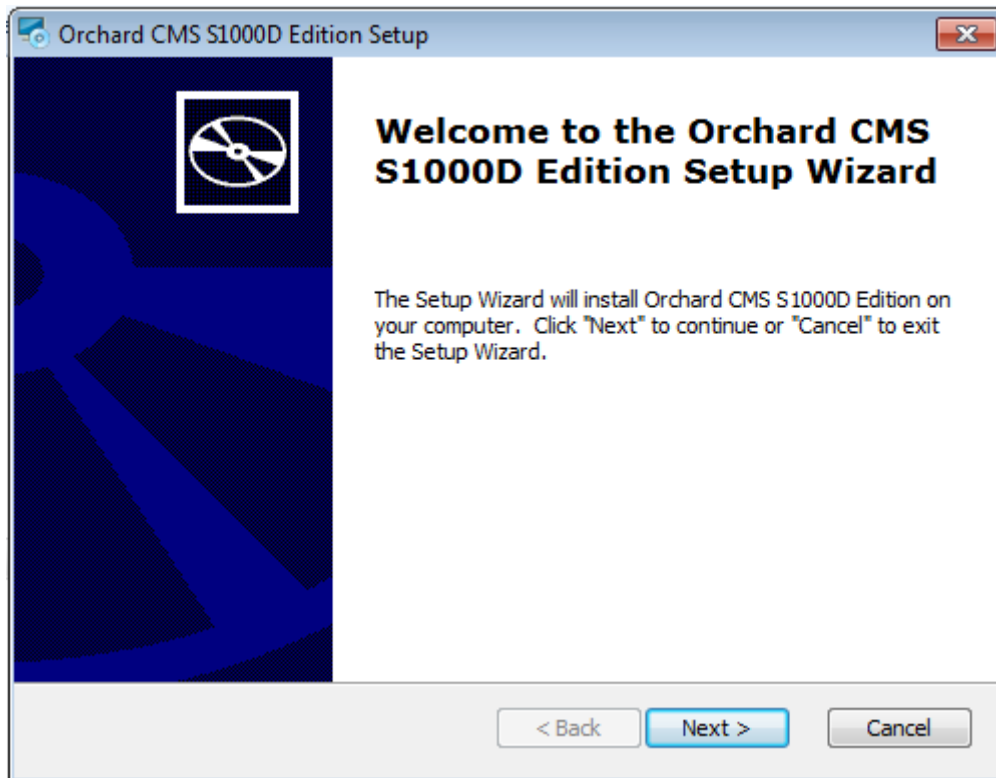 Orchard CMS S1000D Edition Setup
Welcome to the Orchard CMS
S1000D Edition Setup Wizard
The Setup Wizard will install Orchard CMS S1000D Edition on
your computer.  Click "Next" to continue or "Cancel" to exit
the Setup Wizard.
< Back
Next >
Cancel